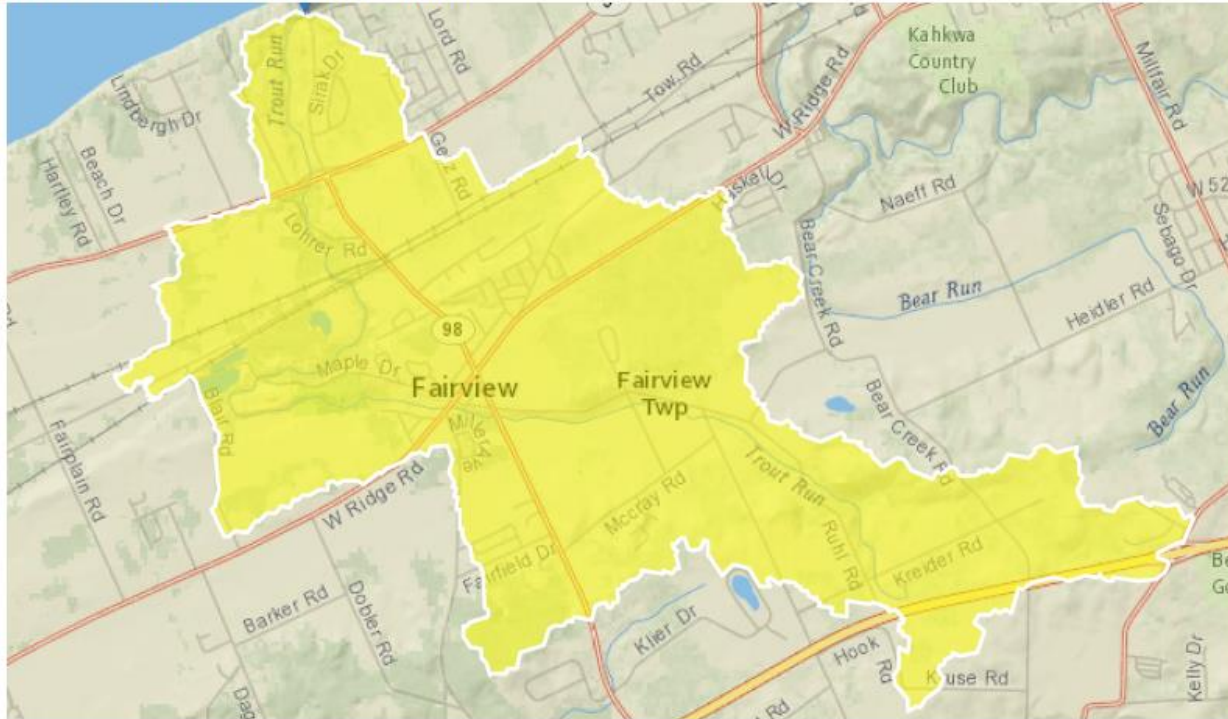 Lord Rd
Kahkwa
Country
Club
Trout Run
Sirak Dr
Lindbergh Dr
Tow Rd
W Ridge Rd
Millfair Rd
Beach Dr
Hartley Rd
Haskell Dr
Naeff Rd
W 52
Lohrer Rd
Bear Creek Rd
Sebago Dr
Bear Run
Heidler Rd
98
Maple Dr
Fairview
Fairview
Twp
Blair Rd
Miller Ave
Bear Creek Rd
Bear Run
Fairplain Rd
W Ridge Rd
Mccray Rd
Trout Run
Ruhl Rd
Fairfield Dr
Kreider Rd
Barker Rd
Dobler Rd
Klier Dr
Hook
Rd
Kruse Rd
Kelly Dr